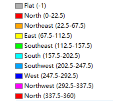 Flat (-1)
North (0-22.5)
Northeast (22.5-67.5)
East (67.5-112.5)
Southeast (112.5-157.5)
South (157.5-202.5)
Southwest (202.5-247.5)
West (247.5-292.5)
Northwest (292.5-337.5)
North (337.5-360)